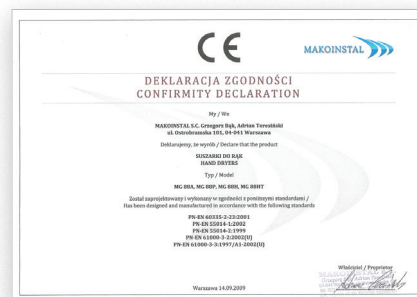 CE
MAKOINSTAL
DEKLARACJA ZGODNOŚCI
CONFIRMITY DECLARATION
My / We
MAKOINSTAL S.C. Grzegorz Bąk, Adrian
ul. Ostrobramska 101, 04-041 Warszawa
Deklarujemy, że wyrób / Declare that the product
SUSZARKI DO RĄK
HAND DRYERS
Typ / Model
MG 88A, MG 88P, MG 88H, MG 88HT
Został zaprojektowany i wykonany w zgodności z poniższymi standardami /
Has been designed and manufactured in accordance with the following standards
PN-EN 60335-2-23:2001
PN-EN 55014-1:2002
PN-EN 55014-2:1999
PN-EN 61000-3-2:2002(U)
PN-EN 61000-3-3:1997/A1-2002(U)
Właściciel / Proprietor
Warszawa 14.09.2009